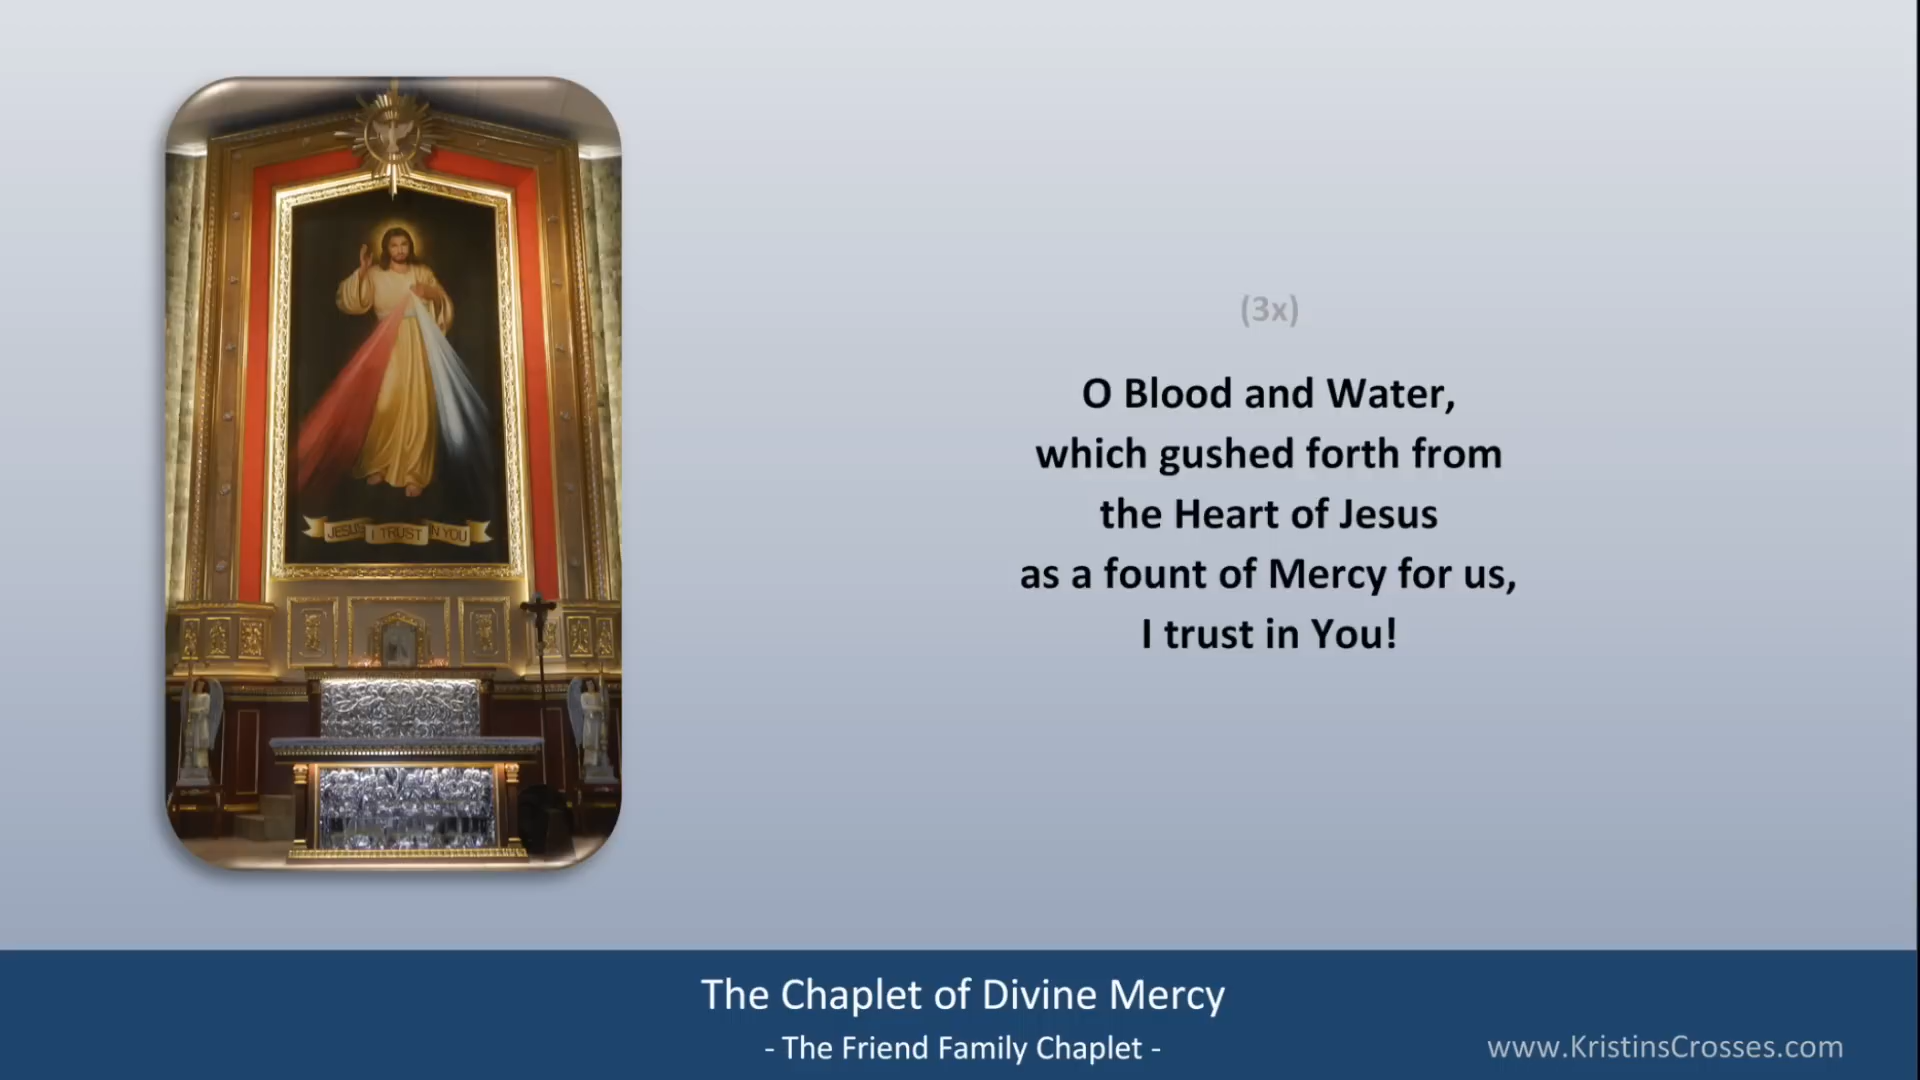 JESUS I TRUST IN YOU
(3x)
O Blood and Water,
which gushed forth from
the Heart of Jesus
as a fount of Mercy for us,
I trust in You!
The Chaplet of Divine Mercy
- The Friend Family Chaplet -
www.KristinsCrosses.com